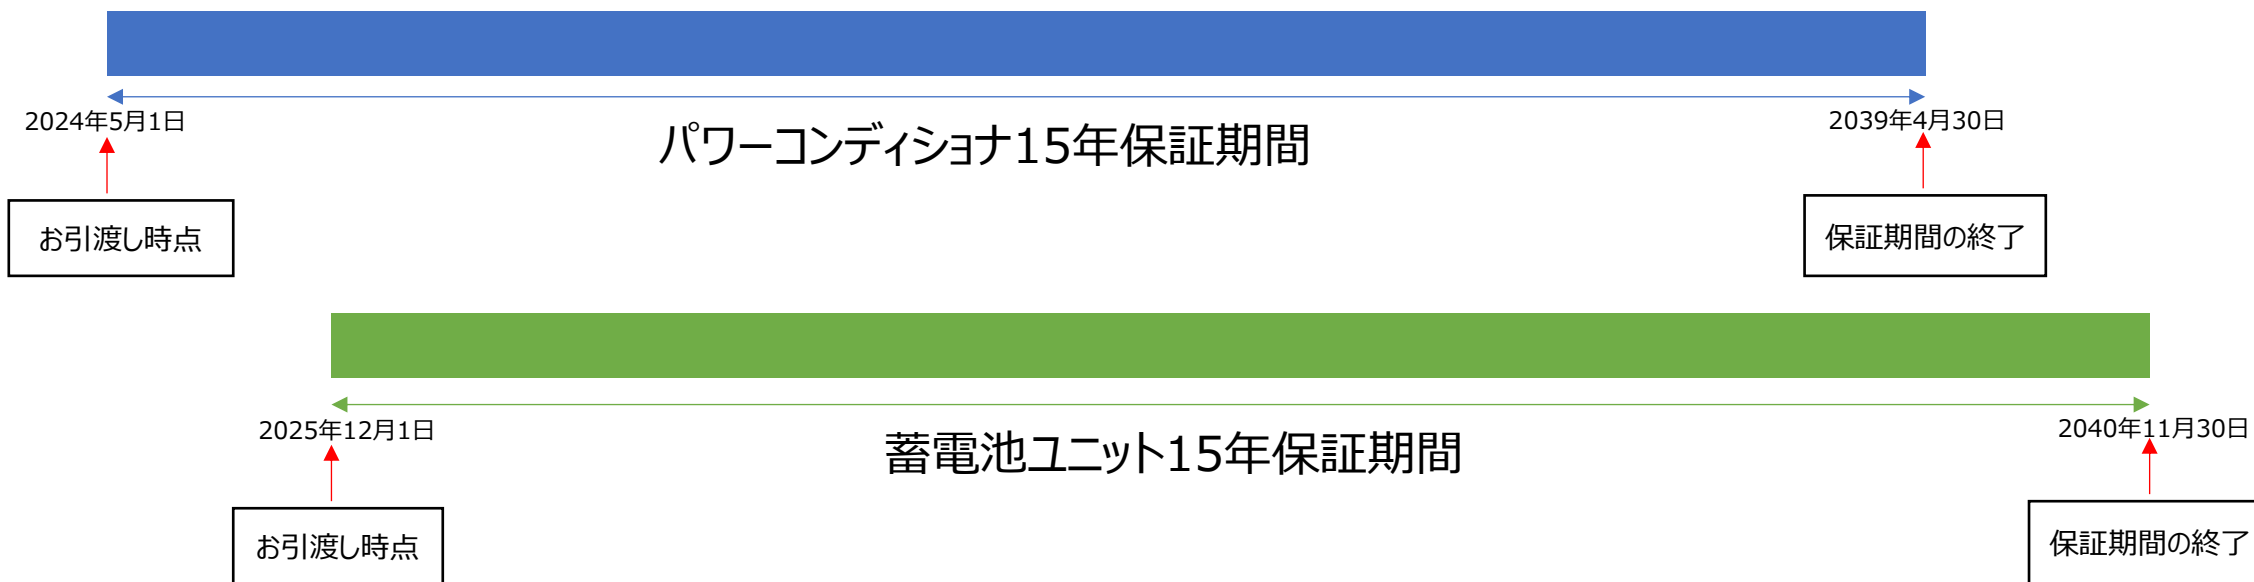 2024年5月1日
2039年4月30日
パワーコンディショナ15年保証期間
お引渡し時点
保証期間の終了
2025年12月1日
2040年11月30日
蓄電池ユニット15年保証期間
お引渡し時点
保証期間の終了